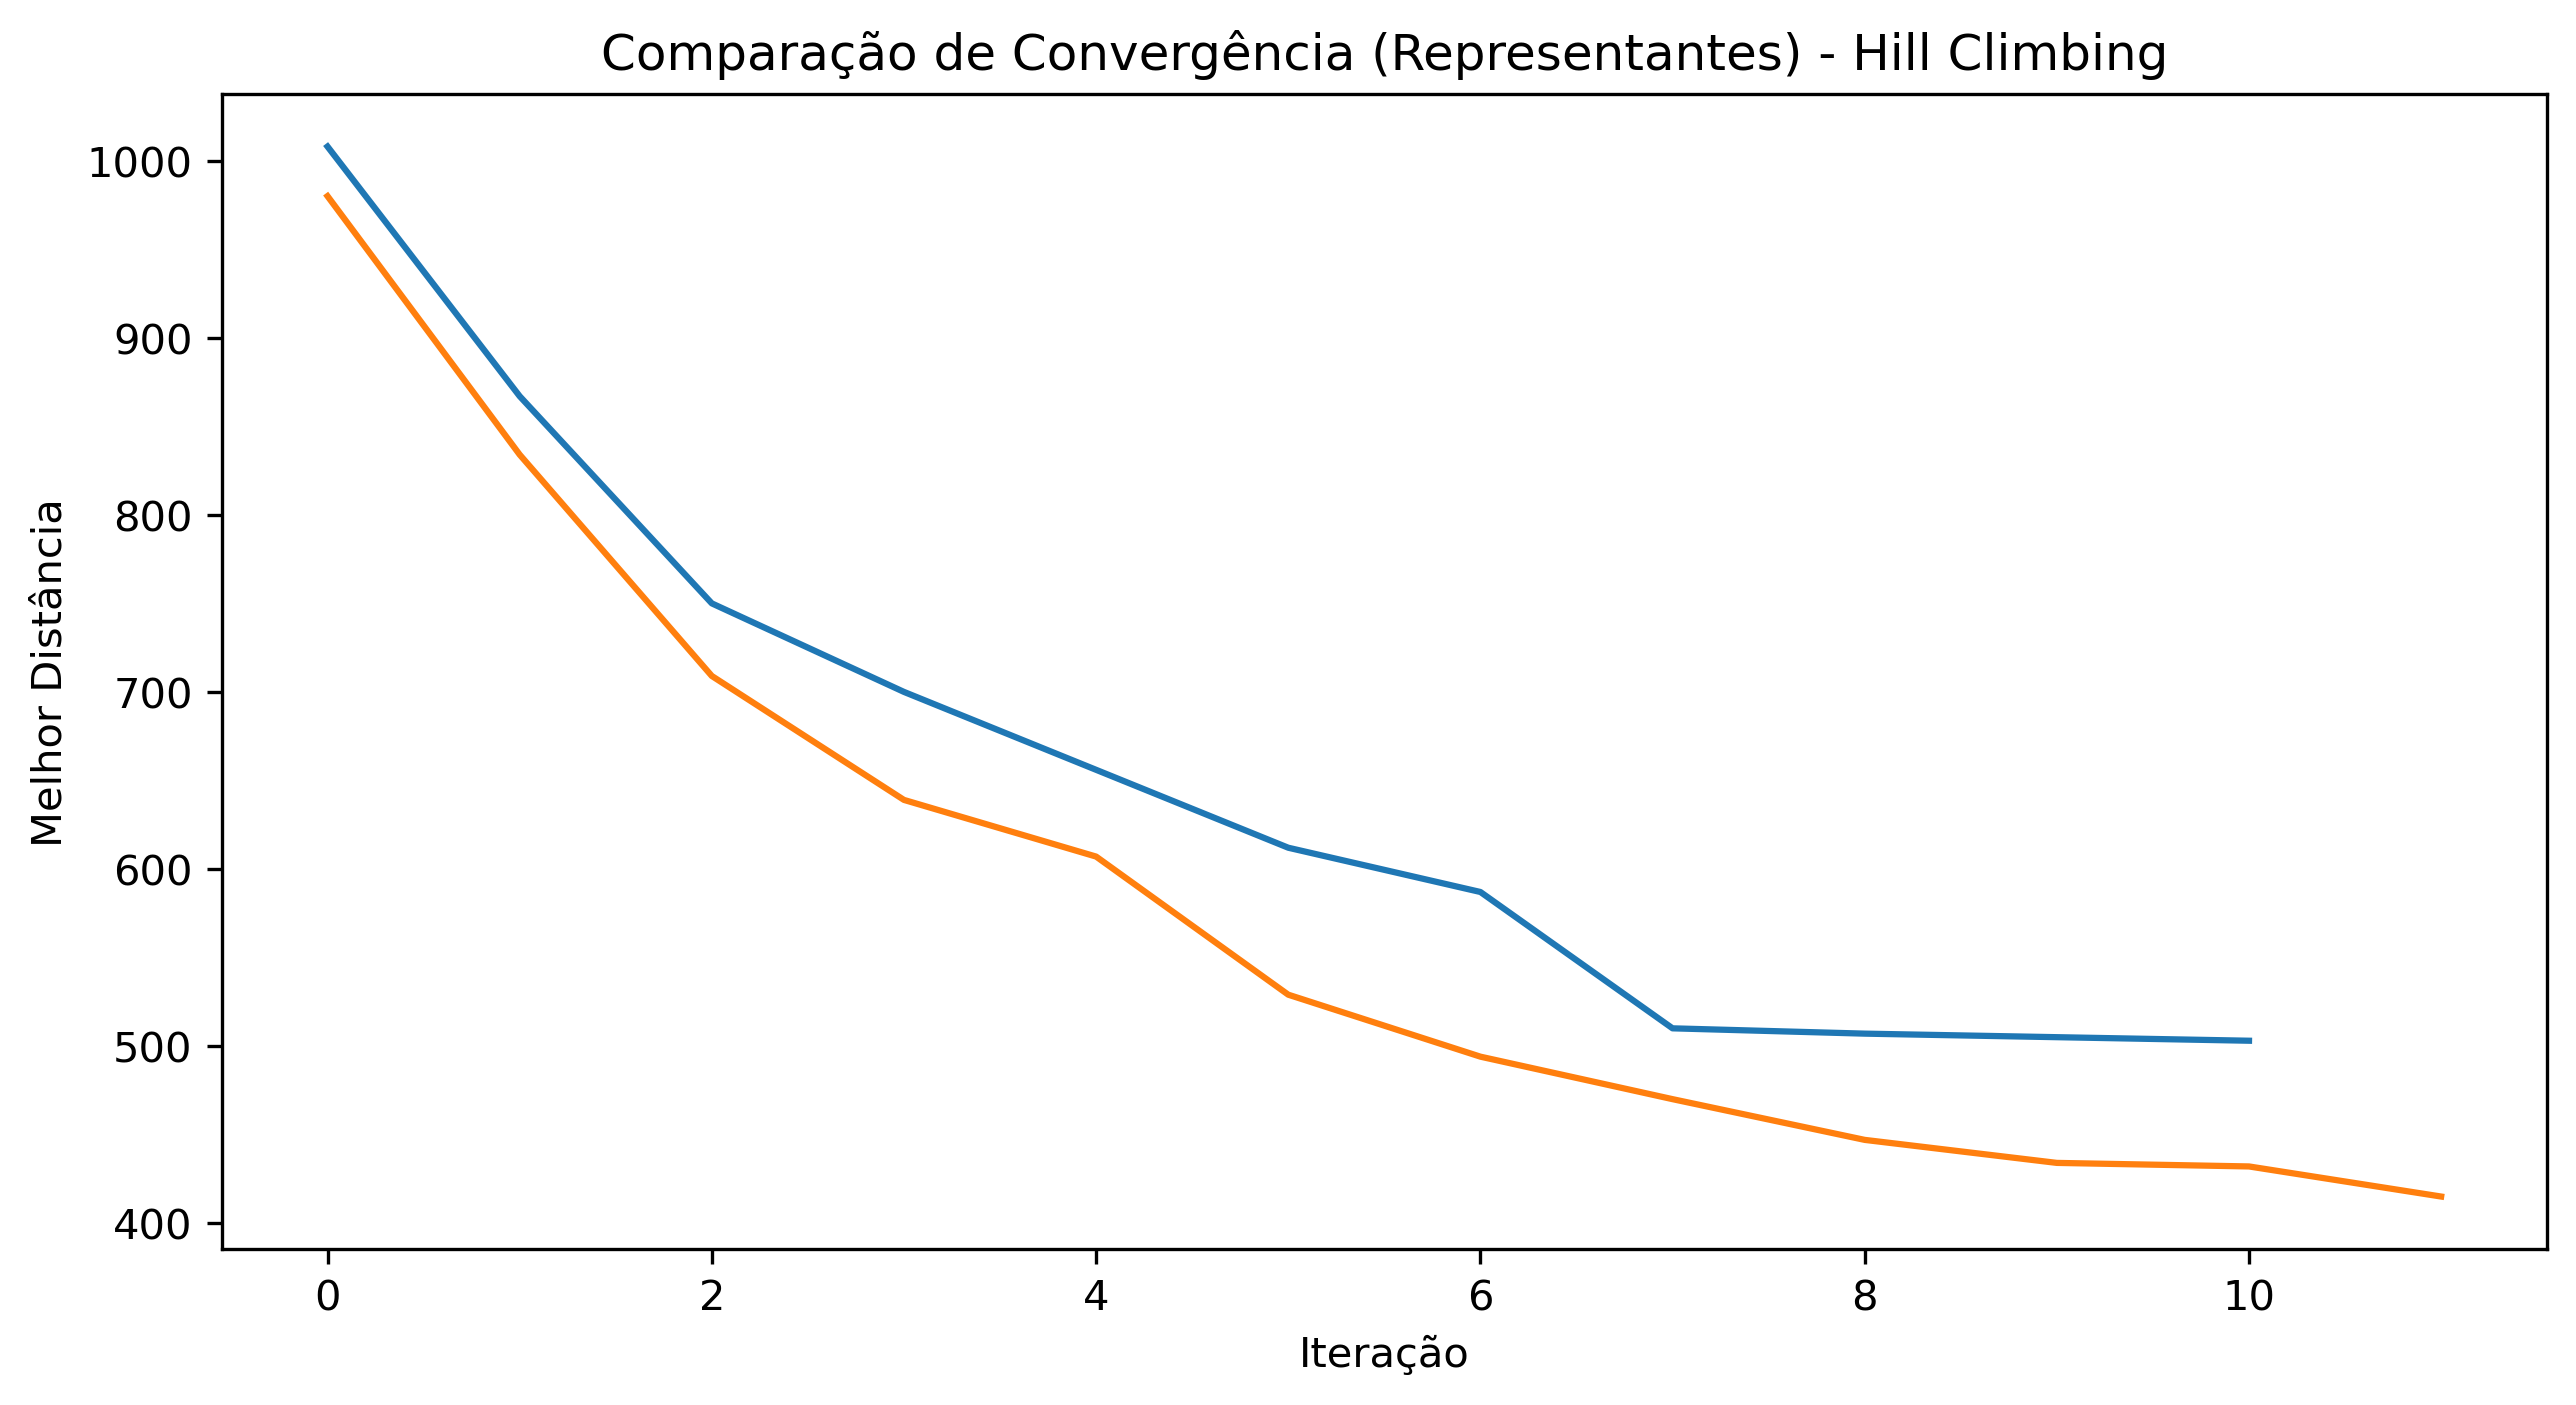 Comparação de Convergência (Representantes) - Hill Climbing
Melhor Distância
1000
900
800
700
600
500
400
0 2 4 6 8 10
Iteração